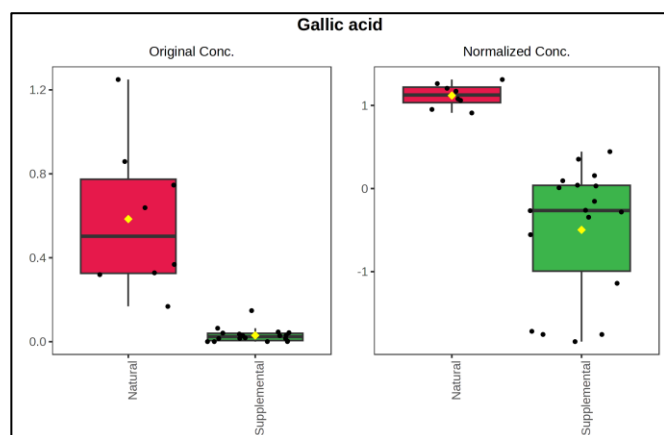 Gallic acid
Original Conc.
Normalized Conc.
1.2
0.8
0.4
0.0
1
0
-1
Natural
Supplemental
Natural
Supplemental